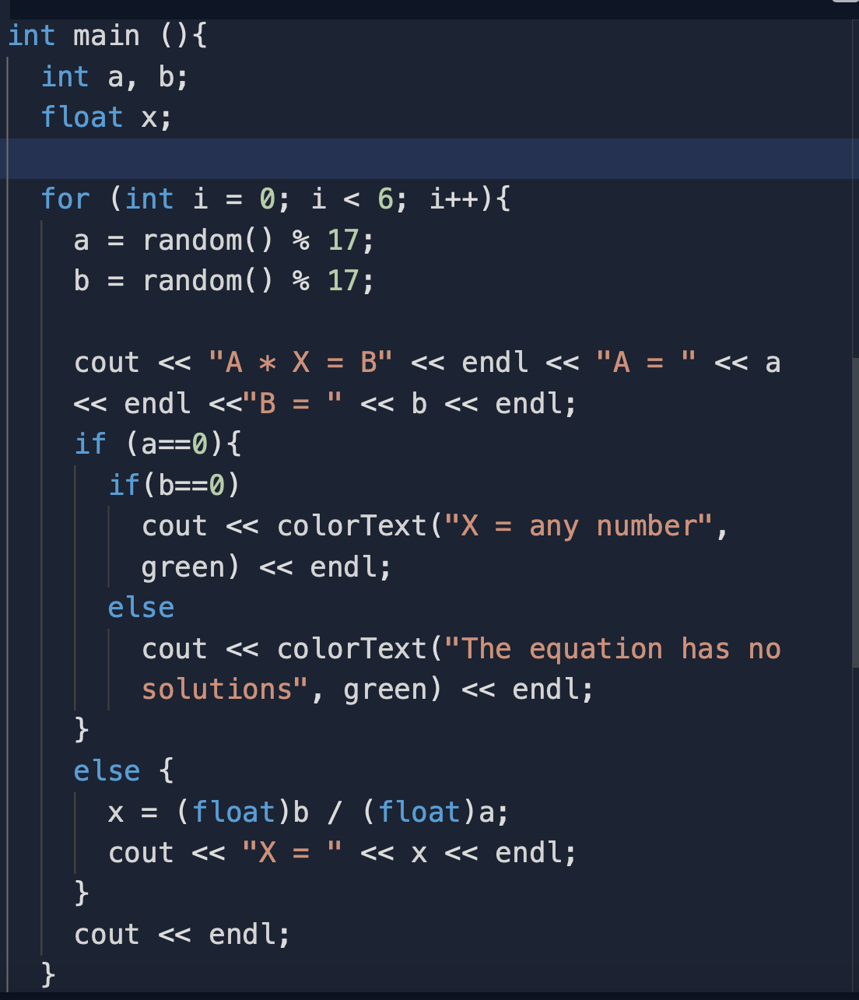 int main (){
  int a, b;
  float x;

  for (int i = 0; i < 6; i++){
    a = random() % 17;
    b = random() % 17;

    cout << "A * X = B" << endl << "A = " << a
    << endl <<"B = " << b << endl;
    if (a==0){
      if(b==0)
        cout << colorText("X = any number",
        green) << endl;
      else
        cout << colorText("The equation has no
        solutions", green) << endl;
    }
    else {
      x = (float)b / (float)a;
      cout << "X = " << x << endl;
    }
    cout << endl;
  }